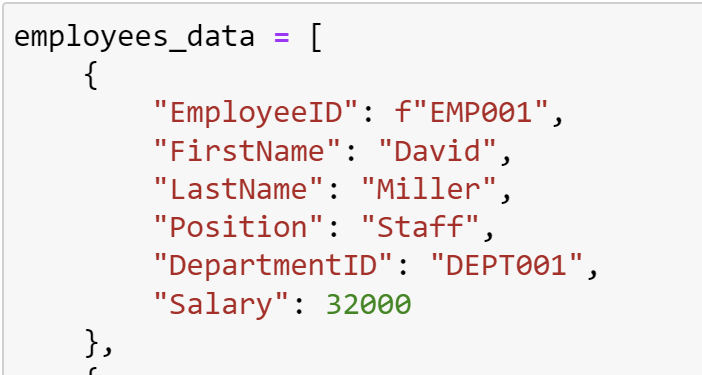 employees_data = [
    {
        "EmployeeID": f"EMP001",
        "FirstName": "David",
        "LastName": "Miller",
        "Position": "Staff",
        "DepartmentID": "DEPT001",
        "Salary": 32000
    },
    {